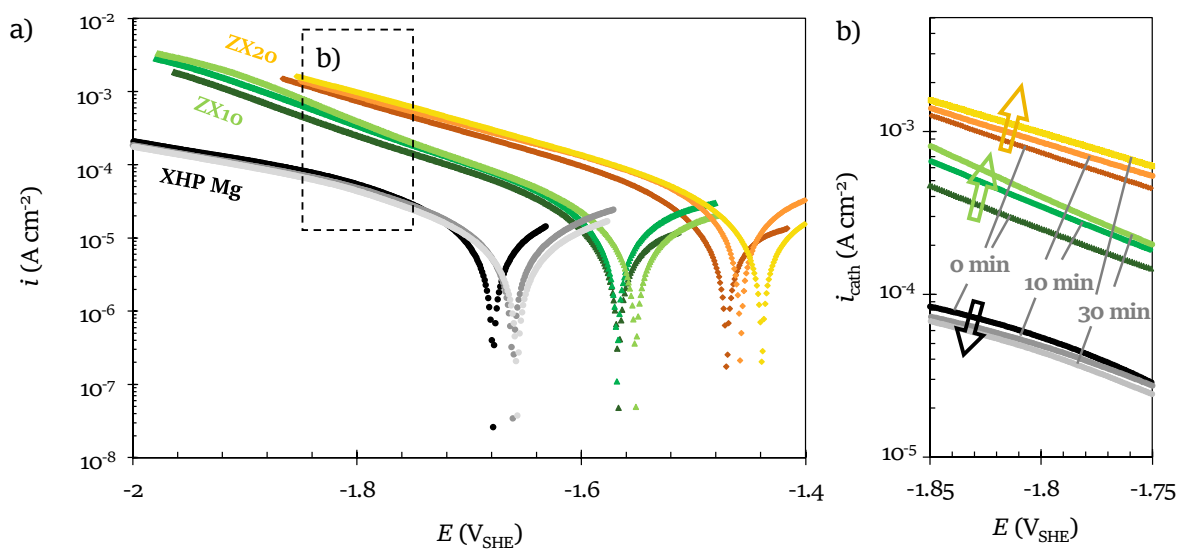 a)
10⁻²
10⁻³
10⁻⁴
10⁻⁵
10⁻⁶
10⁻⁷
10⁻⁸
i (A cm⁻²)
ZX20
b)
ZX10
XHP Mg
-2
-1.8
-1.6
-1.4
E (V_SHE)
b)
10⁻³
10⁻⁴
10⁻⁵
i_cath (A cm⁻²)
0 min
10 min
30 min
-1.85
-1.8
-1.75
E (V_SHE)